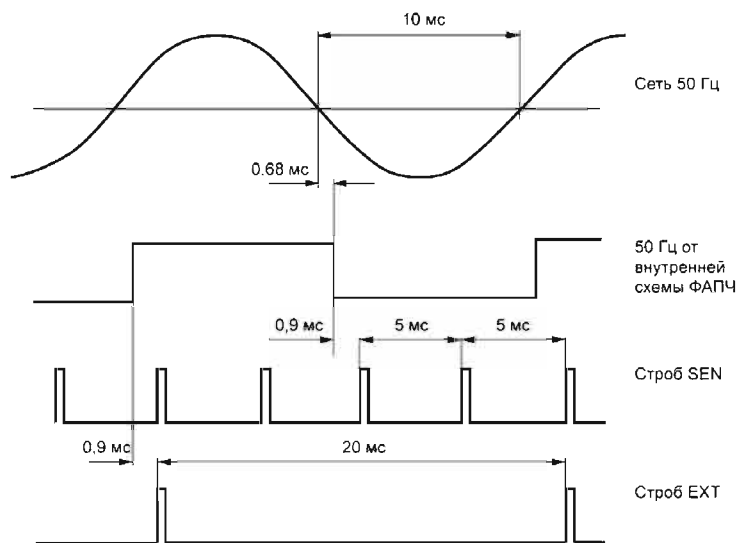 10 мс
Сеть 50 Гц
0.68 мс
50 Гц от
внутренней
схемы ФАПЧ
0,9 мс
5 мс
5 мс
Строб SEN
0,9 мс
20 мс
Строб EXT